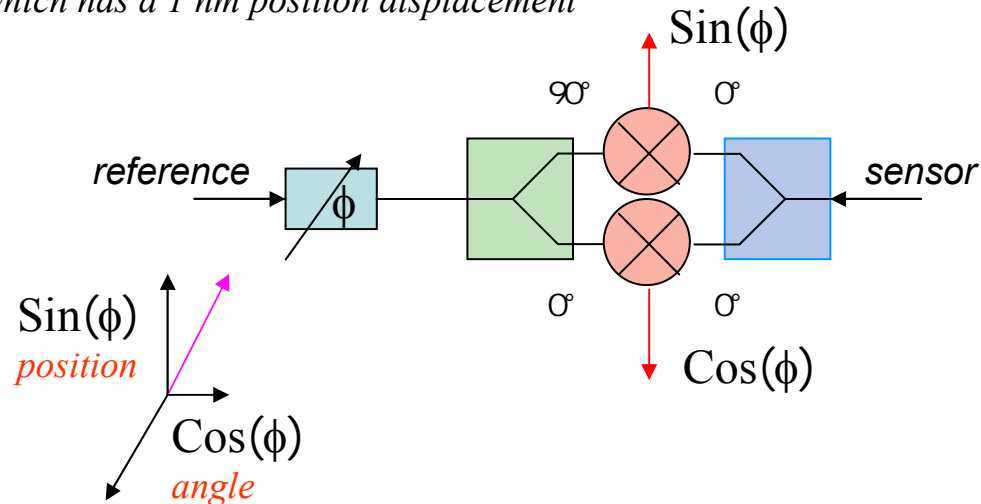 which has a 1 nm position displacement
Sin(ϕ)
90° 0°
reference
sensor
ϕ
0° 0°
Sin(ϕ)
position
Cos(ϕ)
Cos(ϕ)
angle